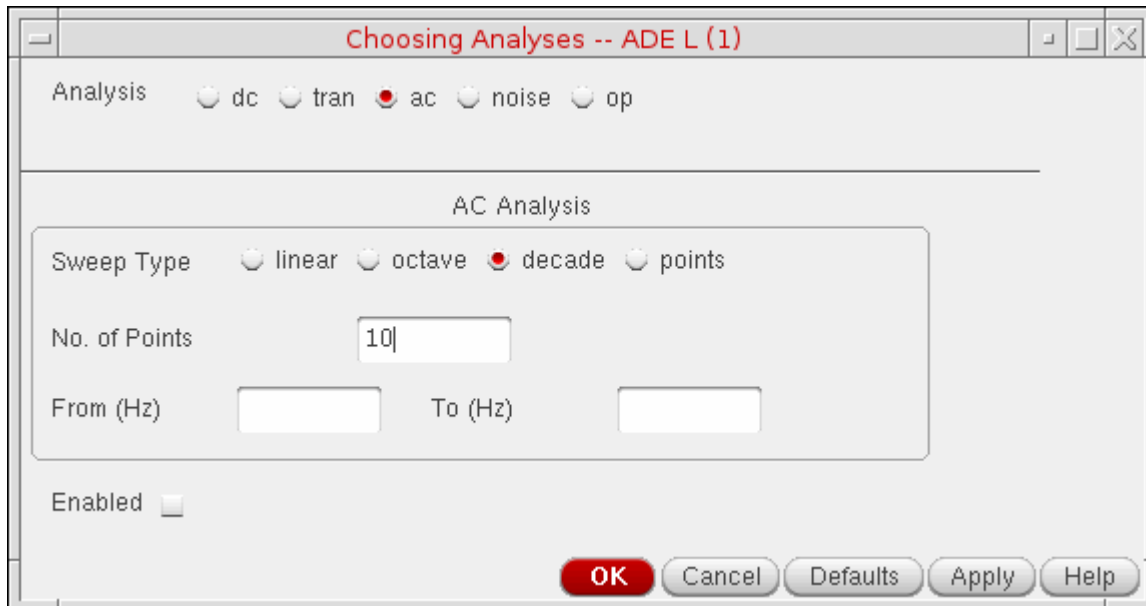 Choosing Analyses -- ADE L (1)
Analysis dc tran ac noise op
AC Analysis
Sweep Type linear octave decade points
No. of Points 10
From (Hz) To (Hz)
Enabled
OK Cancel Defaults Apply Help